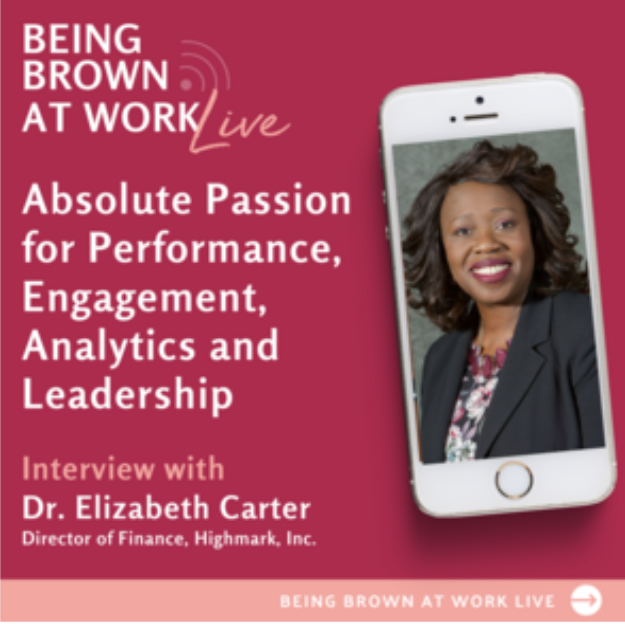 BEING
BROWN
AT WORK Live
Absolute Passion
for Performance,
Engagement,
Analytics and
Leadership
Interview with
Dr. Elizabeth Carter
Director of Finance, Highmark, Inc.
BEING BROWN AT WORK LIVE